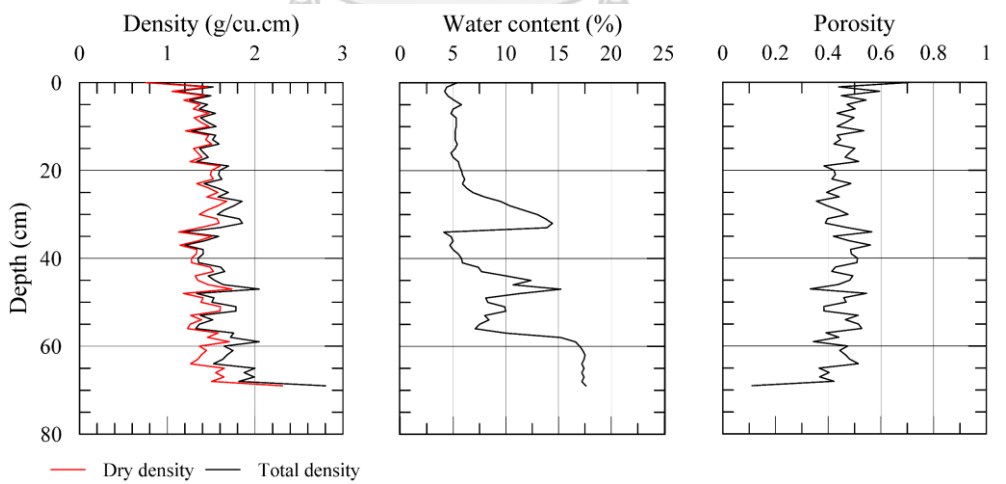 Density (g/cu.cm) Water content (%) Porosity
0 1 2 3 0 5 10 15 20 25 0 0.2 0.4 0.6 0.8 1
0
20
40
60
80
Depth (cm)
Dry density Total density